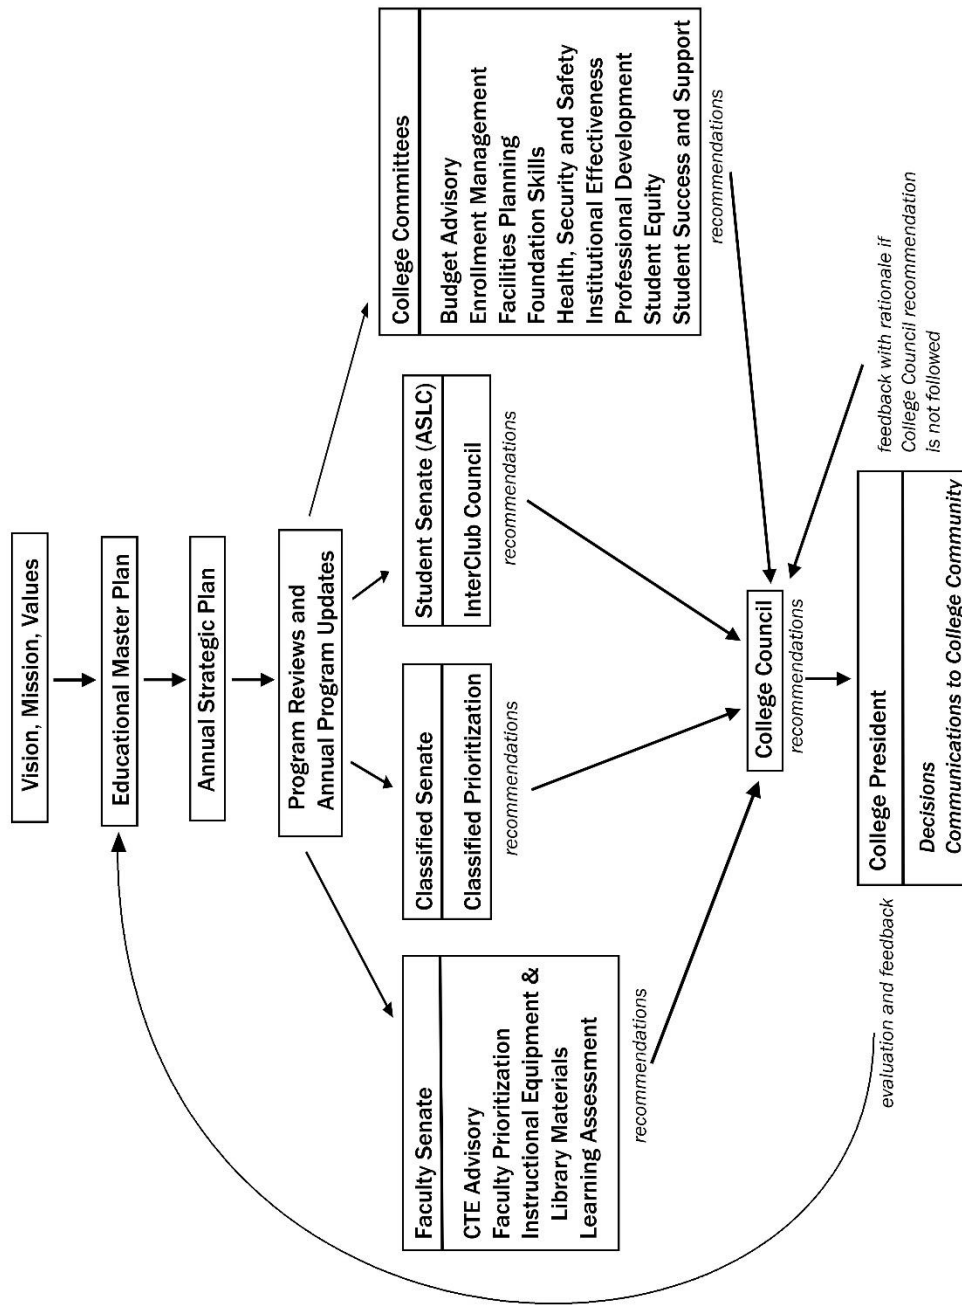 Vision, Mission, Values
Educational Master Plan
Annual Strategic Plan
Program Reviews and
Annual Program Updates
Faculty Senate
CTE Advisory
Faculty Prioritization
Instructional Equipment &
Library Materials
Learning Assessment
recommendations
Classified Senate
Classified Prioritization
recommendations
Student Senate (ASLC)
InterClub Council
recommendations
College Committees
Budget Advisory
Enrollment Management
Facilities Planning
Foundation Skills
Health, Security and Safety
Institutional Effectiveness
Professional Development
Student Equity
Student Success and Support
recommendations
College Council
recommendations
feedback with rationale if
College Council recommendation
is not followed
College President
Decisions
Communications to College Community
evaluation and feedback